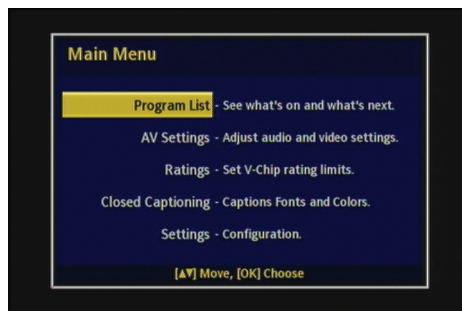 Main Menu
Program List - See what's on and what's next.
AV Settings - Adjust audio and video settings.
Ratings - Set V-Chip rating limits.
Closed Captioning - Captions Fonts and Colors.
Settings - Configuration.
[▲▼] Move, [OK] Choose